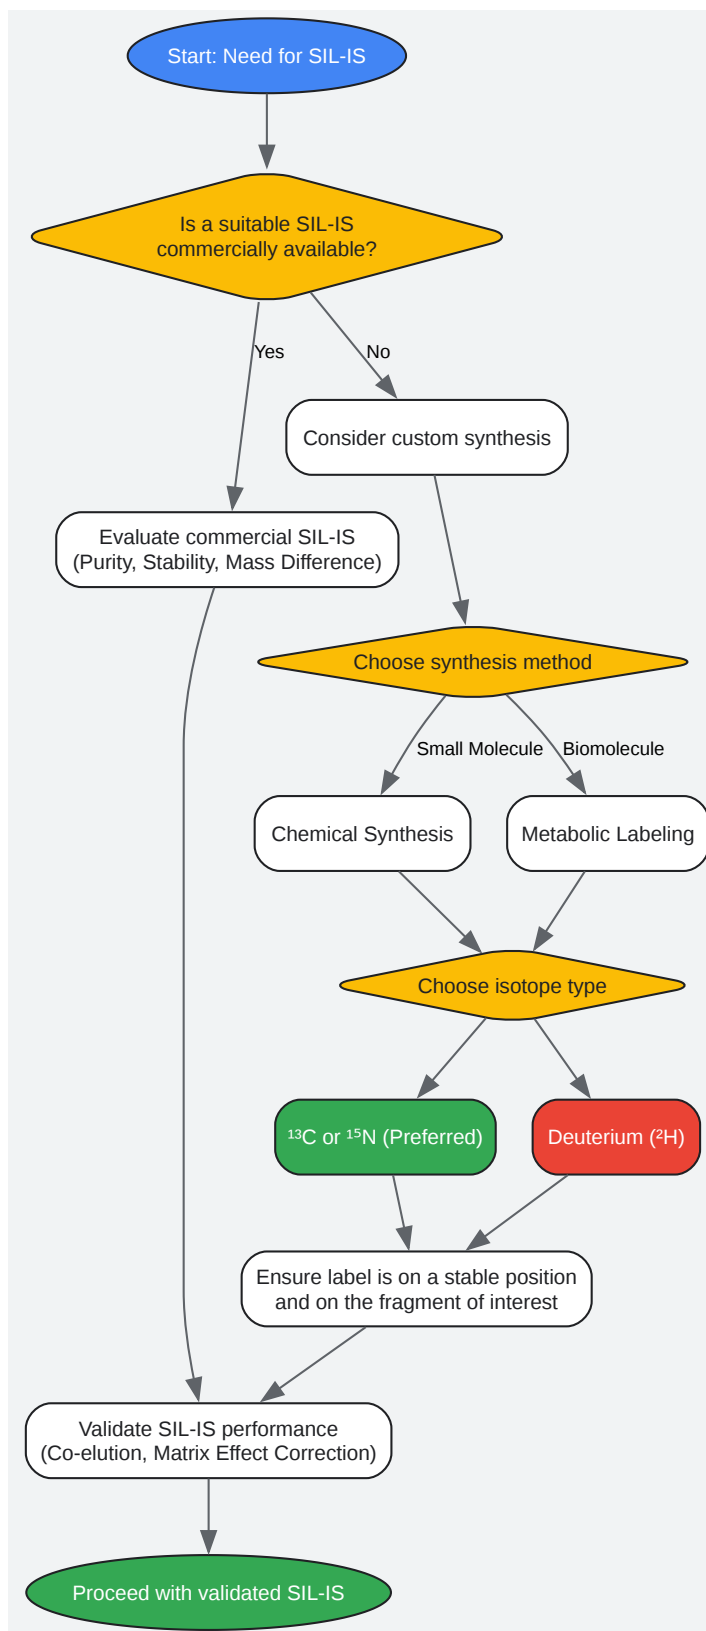 Start: Need for SIL-IS
Is a suitable SIL-IS
commercially available?
Yes
No
Consider custom synthesis
Evaluate commercial SIL-IS
(Purity, Stability, Mass Difference)
Choose synthesis method
Small Molecule
Biomolecule
Chemical Synthesis
Metabolic Labeling
Choose isotope type
¹³C or ¹⁵N (Preferred)
Deuterium (²H)
Ensure label is on a stable position
and on the fragment of interest
Validate SIL-IS performance
(Co-elution, Matrix Effect Correction)
Proceed with validated SIL-IS